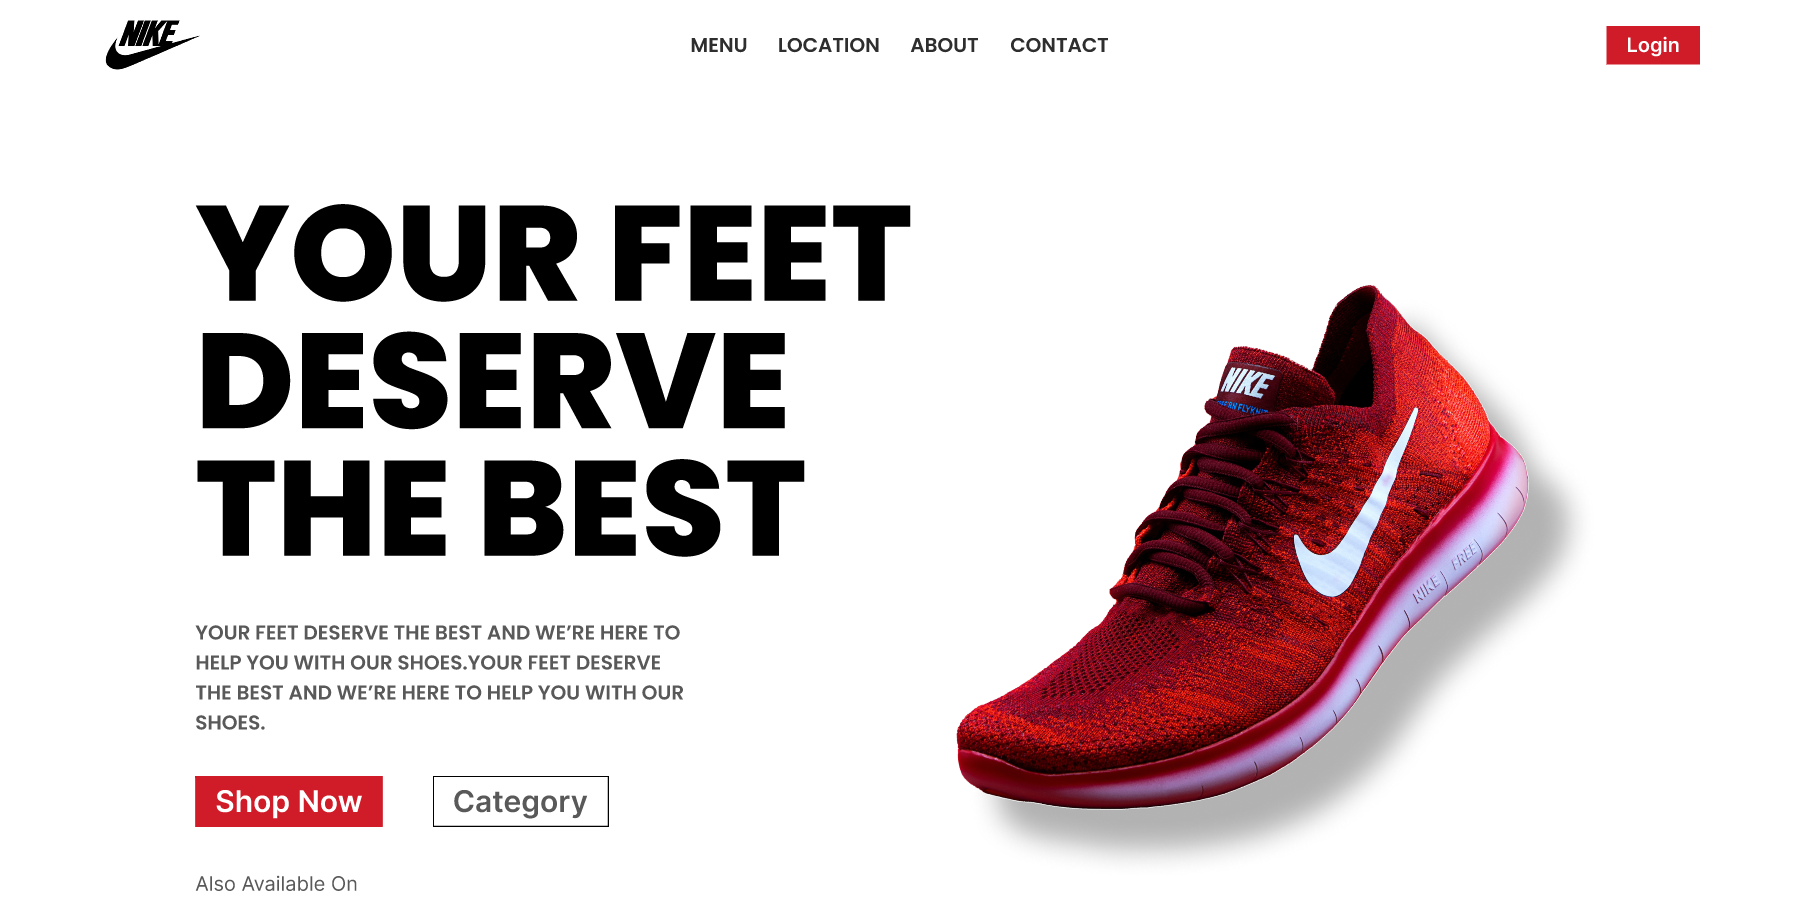 NIKE
MENU LOCATION ABOUT CONTACT
Login
YOUR FEET
DESERVE
THE BEST
NIKE
FLYKNIT
NIKE FREE
YOUR FEET DESERVE THE BEST AND WE’RE HERE TO
HELP YOU WITH OUR SHOES.YOUR FEET DESERVE
THE BEST AND WE’RE HERE TO HELP YOU WITH OUR
SHOES.
Shop Now Category
Also Available On